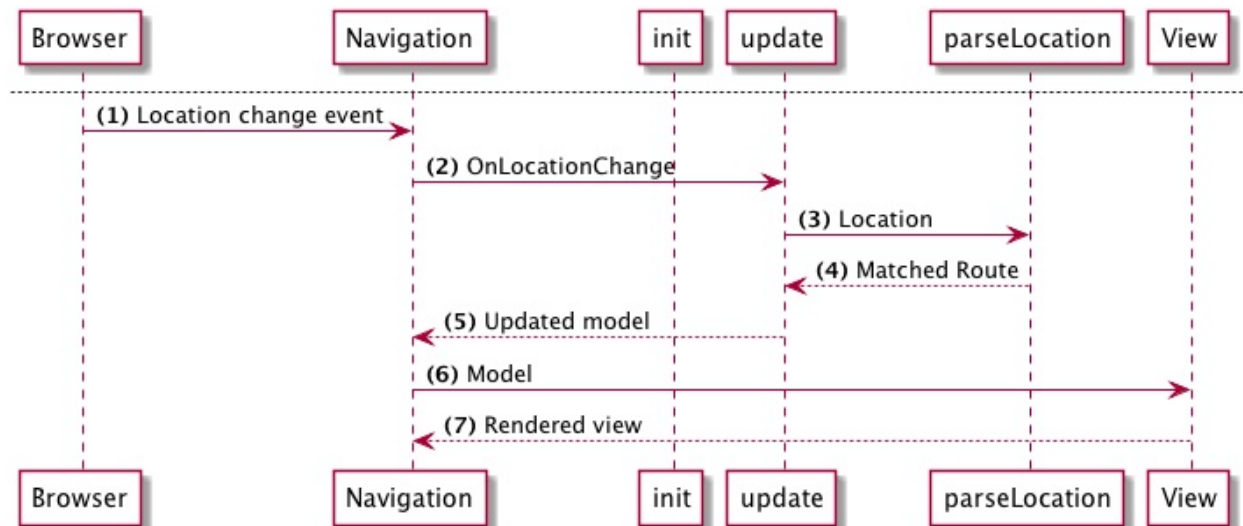 Browser Navigation init update parseLocation View
(1) Location change event
(2) OnLocationChange
(3) Location
(4) Matched Route
(5) Updated model
(6) Model
(7) Rendered view
Browser Navigation init update parseLocation View